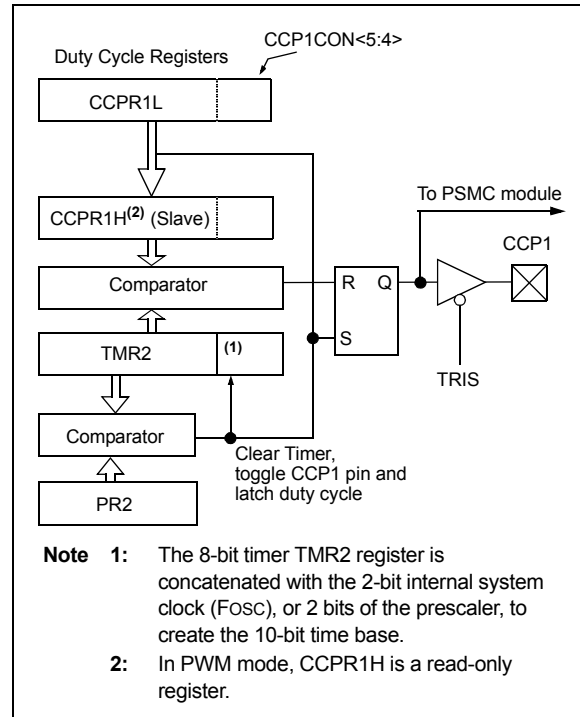 CCP1CON<5:4>
Duty Cycle Registers
CCPR1L
To PSMC module
CCPR1H(2) (Slave)
CCP1
Comparator
R Q
S
TMR2 (1)
TRIS
Comparator
Clear Timer,
toggle CCP1 pin and
latch duty cycle
PR2
Note 1: The 8-bit timer TMR2 register is
concatenated with the 2-bit internal system
clock (FOSC), or 2 bits of the prescaler, to
create the 10-bit time base.
2: In PWM mode, CCPR1H is a read-only
register.